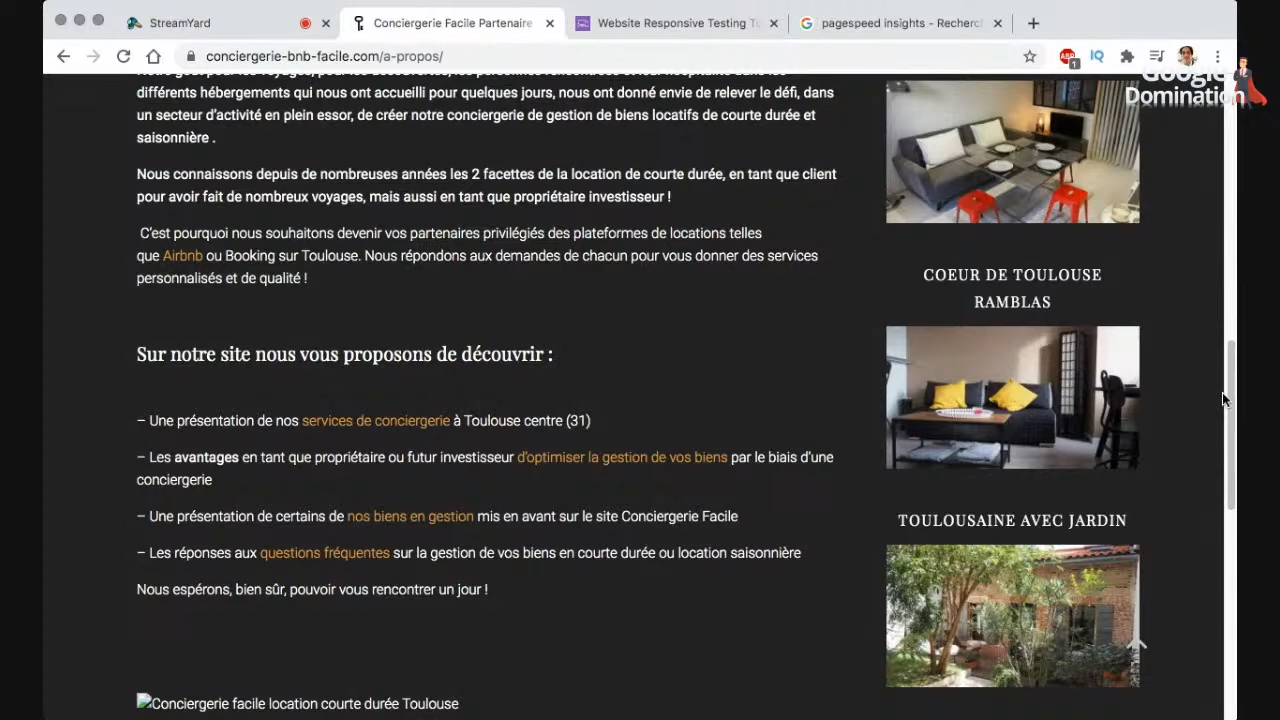 StreamYard
Conciergerie Facile Partenaire
Website Responsive Testing T
pagespeed insights - Recherc
conciergerie-bnb-facile.com/a-propos/
Google
Domination
différents hébergements qui nous ont accueilli pour quelques jours, nous ont donné envie de relever le défi, dans
un secteur d'activité en plein essor, de créer notre conciergerie de gestion de biens locatifs de courte durée et
saisonnière .
Nous connaissons depuis de nombreuses années les 2 facettes de la location de courte durée, en tant que client
pour avoir fait de nombreux voyages, mais aussi en tant que propriétaire investisseur !
C'est pourquoi nous souhaitons devenir vos partenaires privilégiés des plateformes de locations telles
que Airbnb ou Booking sur Toulouse. Nous répondons aux demandes de chacun pour vous donner des services
personnalisés et de qualité !
Sur notre site nous vous proposons de découvrir :
– Une présentation de nos services de conciergerie à Toulouse centre (31)
– Les avantages en tant que propriétaire ou futur investisseur d'optimiser la gestion de vos biens par le biais d'une
conciergerie
– Une présentation de certains de nos biens en gestion mis en avant sur le site Conciergerie Facile
– Les réponses aux questions fréquentes sur la gestion de vos biens en courte durée ou location saisonnière
Nous espérons, bien sûr, pouvoir vous rencontrer un jour !
Conciergerie facile location courte durée Toulouse
COEUR DE TOULOUSE
RAMBLAS
TOULOUSAINE AVEC JARDIN